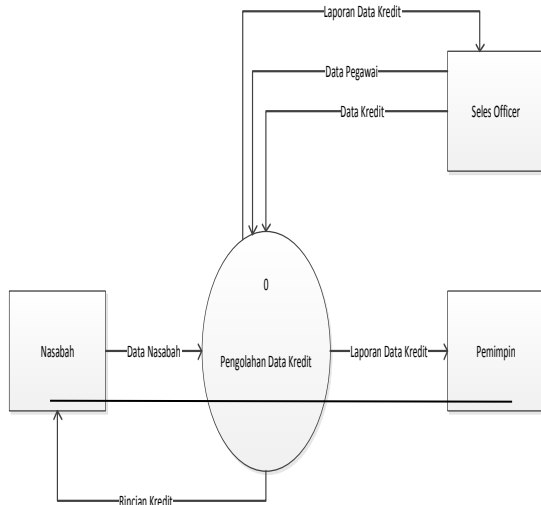 Laporan Data Kredit
Data Pegawai
Data Kredit
Seles Officer
0
Pengolahan Data Kredit
Nasabah
Data Nasabah
Laporan Data Kredit
Pemimpin
Rincian Kredit